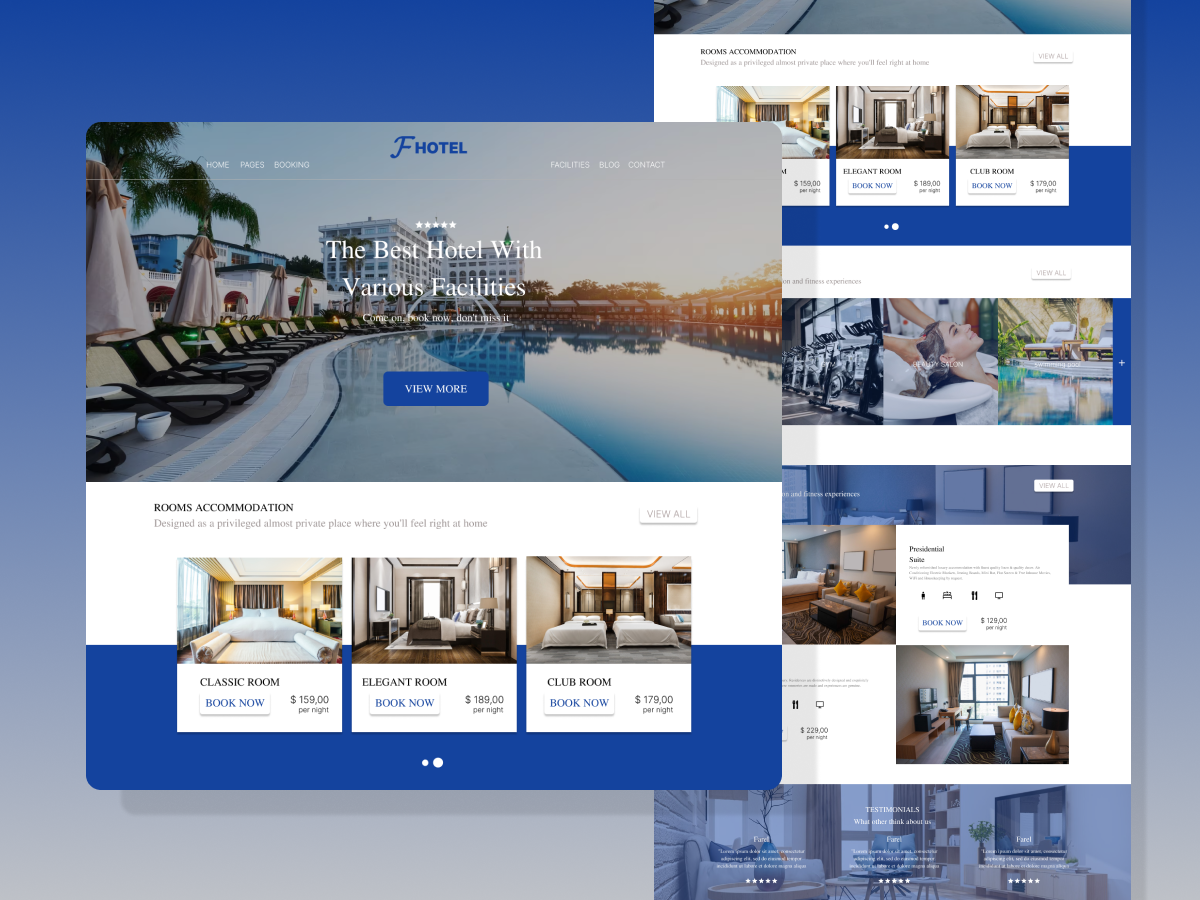 F HOTEL
HOME PAGES BOOKING
FACILITIES BLOG CONTACT
The Best Hotel With
Various Facilities
Come on, book now, don't miss it
VIEW MORE
ROOMS ACCOMMODATION
Designed as a privileged almost private place where you'll feel right at home
VIEW ALL
CLASSIC ROOM
BOOK NOW
$ 159,00
per night
ELEGANT ROOM
BOOK NOW
$ 189,00
per night
CLUB ROOM
BOOK NOW
$ 179,00
per night
ROOMS ACCOMMODATION
Designed as a privileged almost private place where you'll feel right at home
VIEW ALL
M
$ 159,00
per night
ELEGANT ROOM
BOOK NOW
$ 189,00
per night
CLUB ROOM
BOOK NOW
$ 179,00
per night
VIEW ALL
on and fitness experiences
BEAUTY SALON
swimming pool
+
VIEW ALL
on and fitness experiences
Presidential
Suite
BOOK NOW
$ 129,00
per night
$ 229,00
per night
TESTIMONIALS
What other think about us
Farel
"Lorem ipsum dolor sit amet, consectetur
adipiscing elit, sed do eiusmod tempor
incididunt ut labore et dolore magna aliqua
Farel
"Lorem ipsum dolor sit amet, consectetur
adipiscing elit, sed do eiusmod tempor
incididunt ut labore et dolore magna aliqua
Farel
"Lorem ipsum dolor sit amet, consectetur
adipiscing elit, sed do eiusmod tempor
incididunt ut labore et dolore magna aliqua